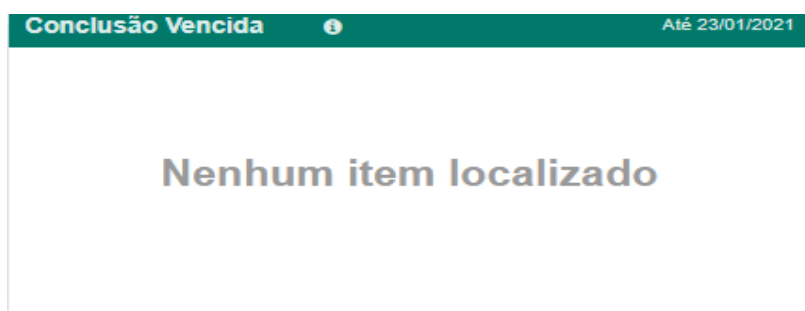 Conclusão Vencida Até 23/01/2021
Nenhum item localizado